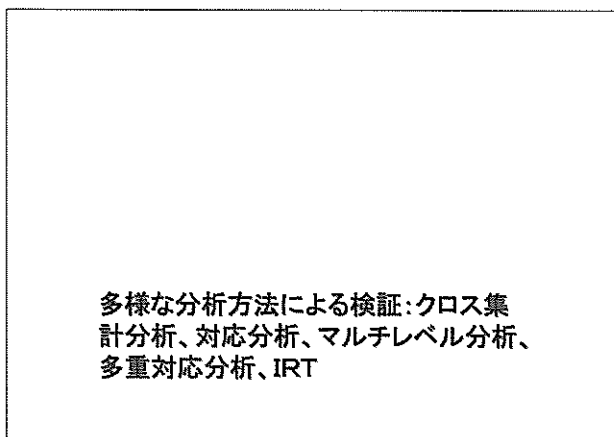 多様な分析方法による検証:クロス集
計分析、対応分析、マルチレベル分析、
多重対応分析、IRT